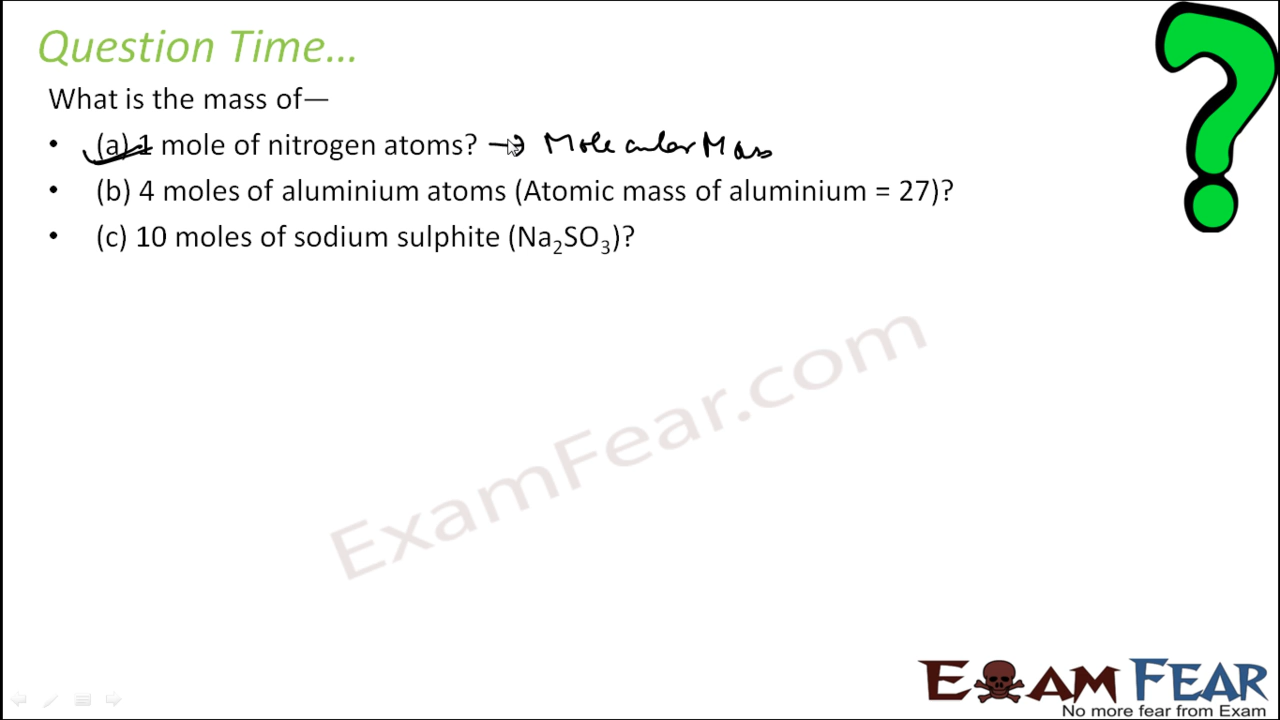 Question Time...
What is the mass of—
• (a) 1 mole of nitrogen atoms? → Molecular Mass
• (b) 4 moles of aluminium atoms (Atomic mass of aluminium = 27)?
• (c) 10 moles of sodium sulphite (Na₂SO₃)?
ExamFear.com
EXAM FEAR
No more fear from Exam